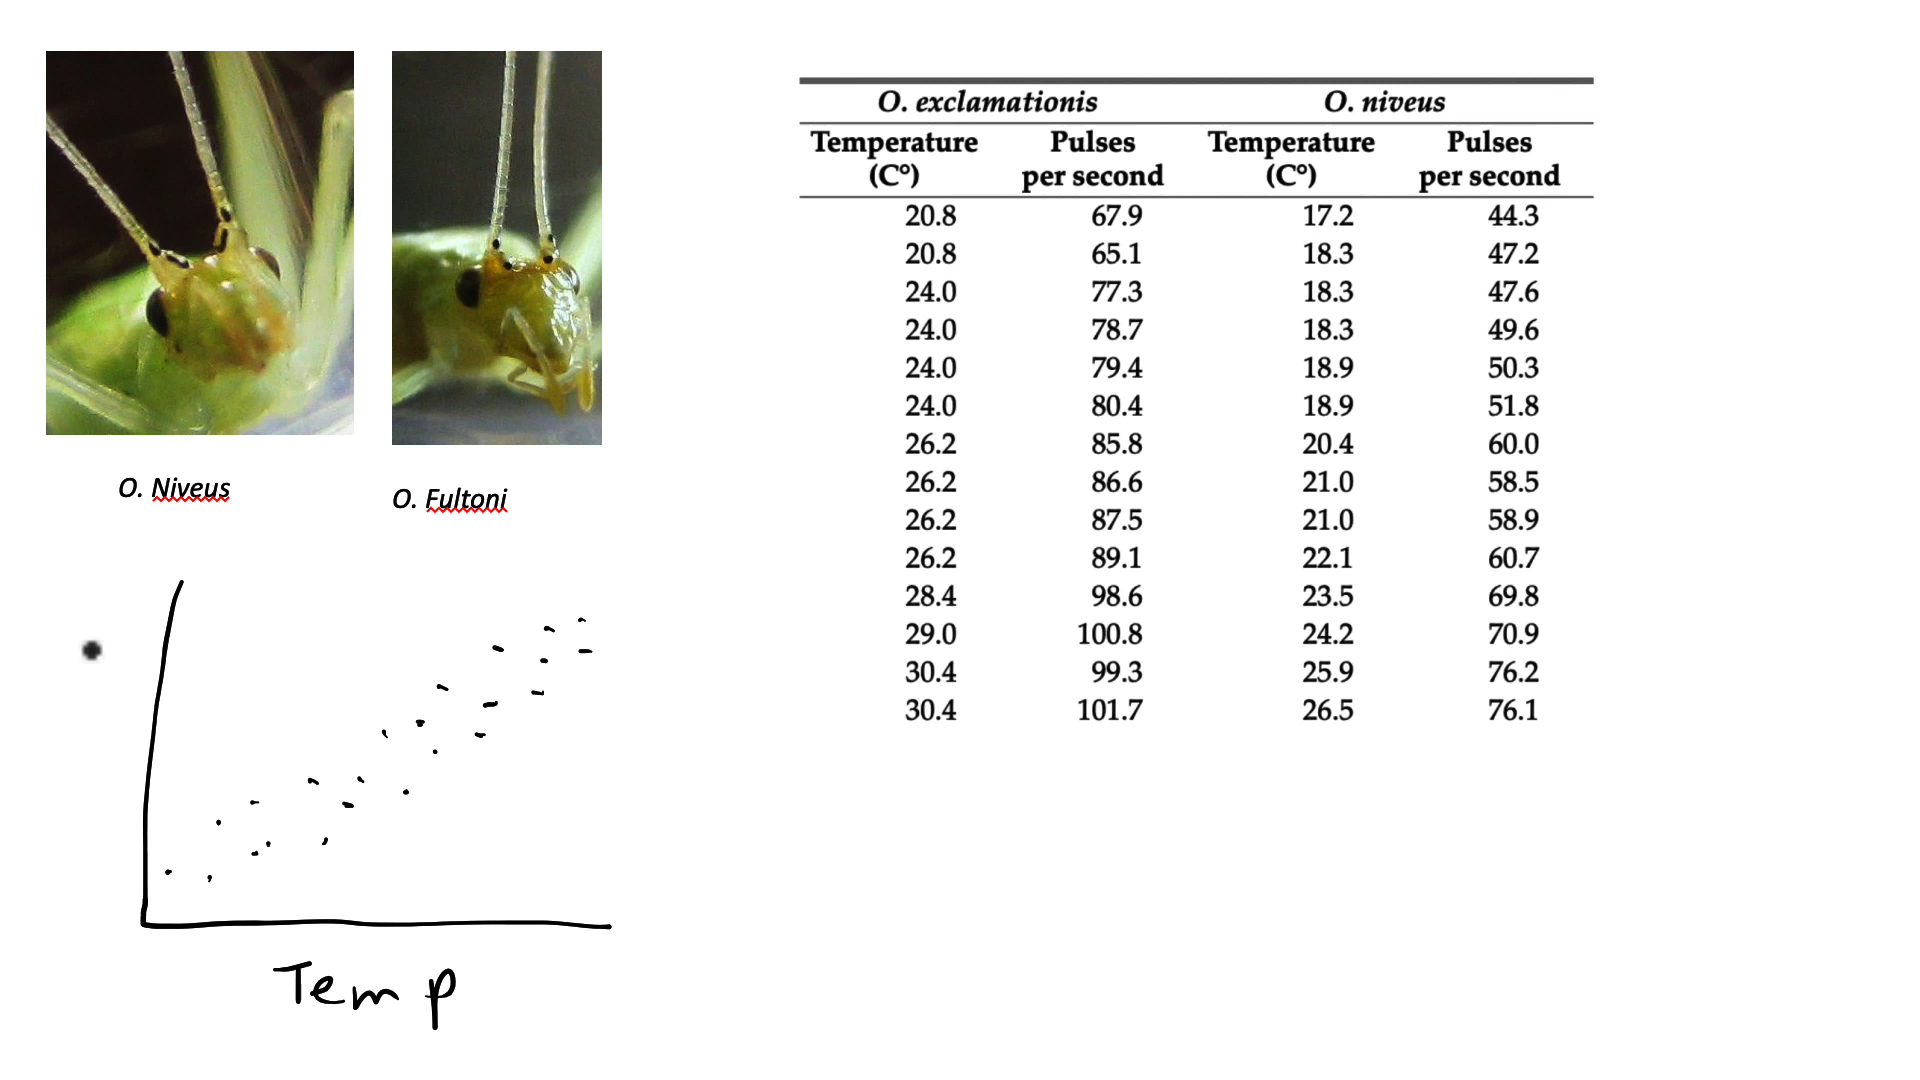 O. Niveus
O. Fultoni
Temp
O. exclamationis O. niveus
Temperature Pulses Temperature Pulses
(C°) per second (C°) per second
20.8 67.9 17.2 44.3
20.8 65.1 18.3 47.2
24.0 77.3 18.3 47.6
24.0 78.7 18.3 49.6
24.0 79.4 18.9 50.3
24.0 80.4 18.9 51.8
26.2 85.8 20.4 60.0
26.2 86.6 21.0 58.5
26.2 87.5 21.0 58.9
26.2 89.1 22.1 60.7
28.4 98.6 23.5 69.8
29.0 100.8 24.2 70.9
30.4 99.3 25.9 76.2
30.4 101.7 26.5 76.1